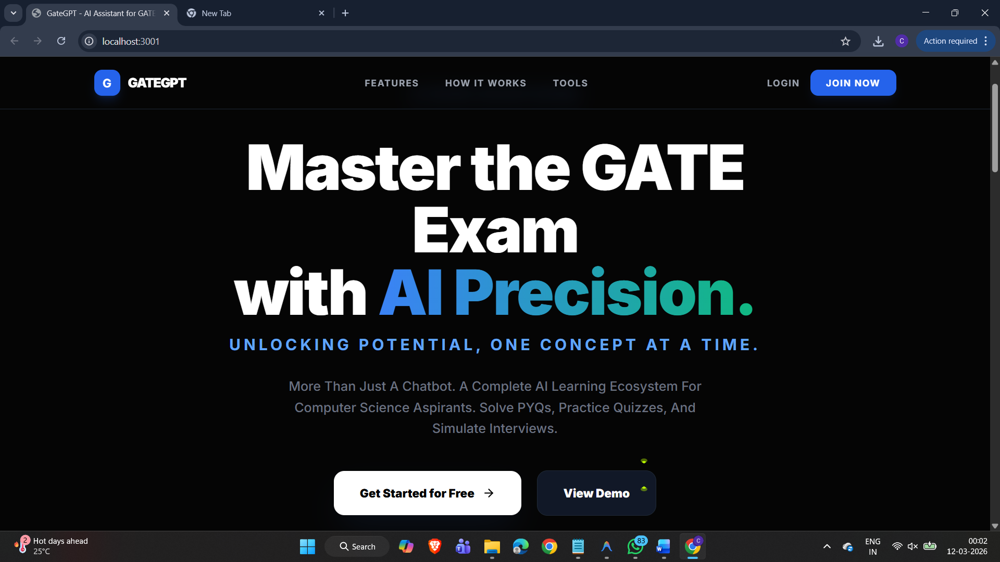 GateGPT - AI Assistant for GATE
New Tab
localhost:3001
C
Action required
G
GATEGPT
FEATURES
HOW IT WORKS
TOOLS
LOGIN
JOIN NOW
Master the GATE
Exam
with AI Precision.
UNLOCKING POTENTIAL, ONE CONCEPT AT A TIME.
More Than Just A Chatbot. A Complete AI Learning Ecosystem For
Computer Science Aspirants. Solve PYQs, Practice Quizzes, And
Simulate Interviews.
Get Started for Free
View Demo
2
Hot days ahead
25°C
Search
T
83
W
C
ENG
IN
00:02
12-03-2026